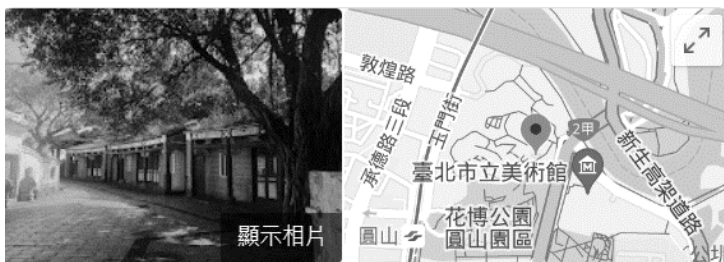 顯示相片
敦煌路
承德路三段
玉門街
2甲
臺北市立美術館
新生高架道路
花博公園
圓山園區
圓山
公圳